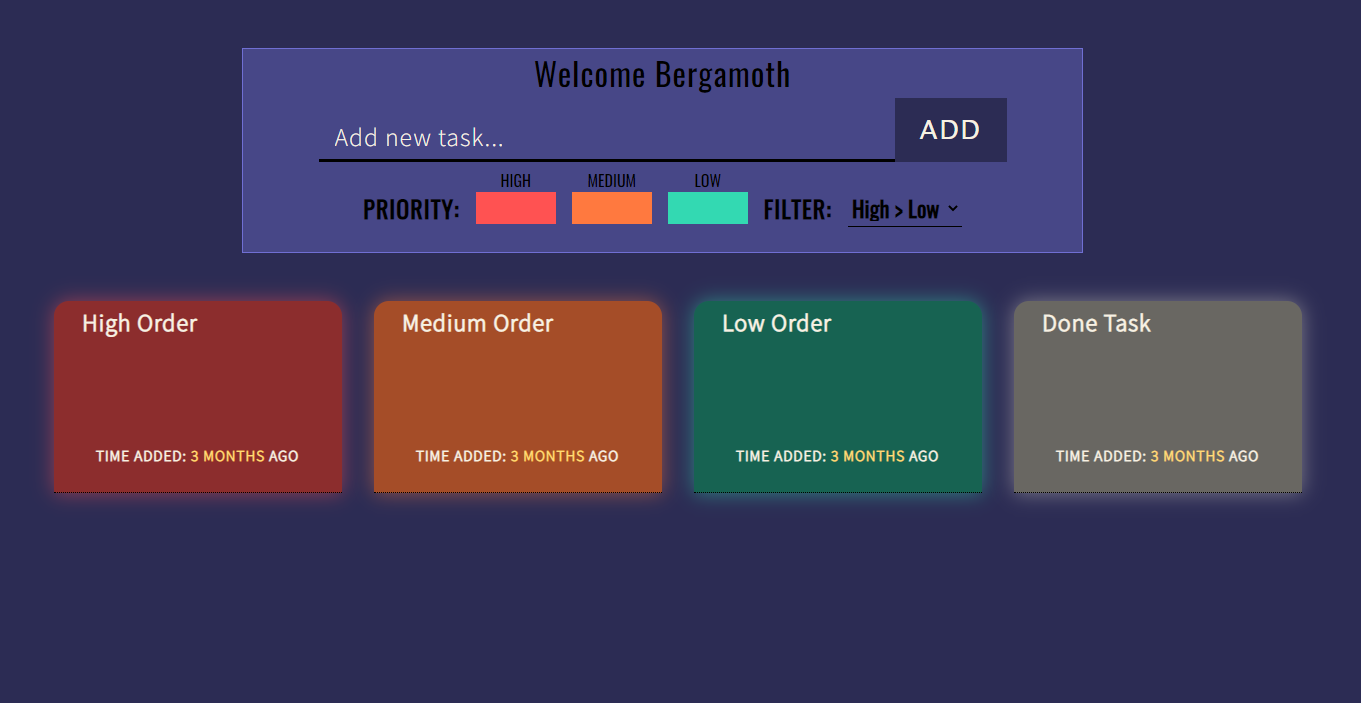 Welcome Bergamoth
Add new task...
ADD
HIGH
MEDIUM
LOW
PRIORITY:
FILTER:
High > Low
High Order
TIME ADDED: 3 MONTHS AGO
Medium Order
TIME ADDED: 3 MONTHS AGO
Low Order
TIME ADDED: 3 MONTHS AGO
Done Task
TIME ADDED: 3 MONTHS AGO